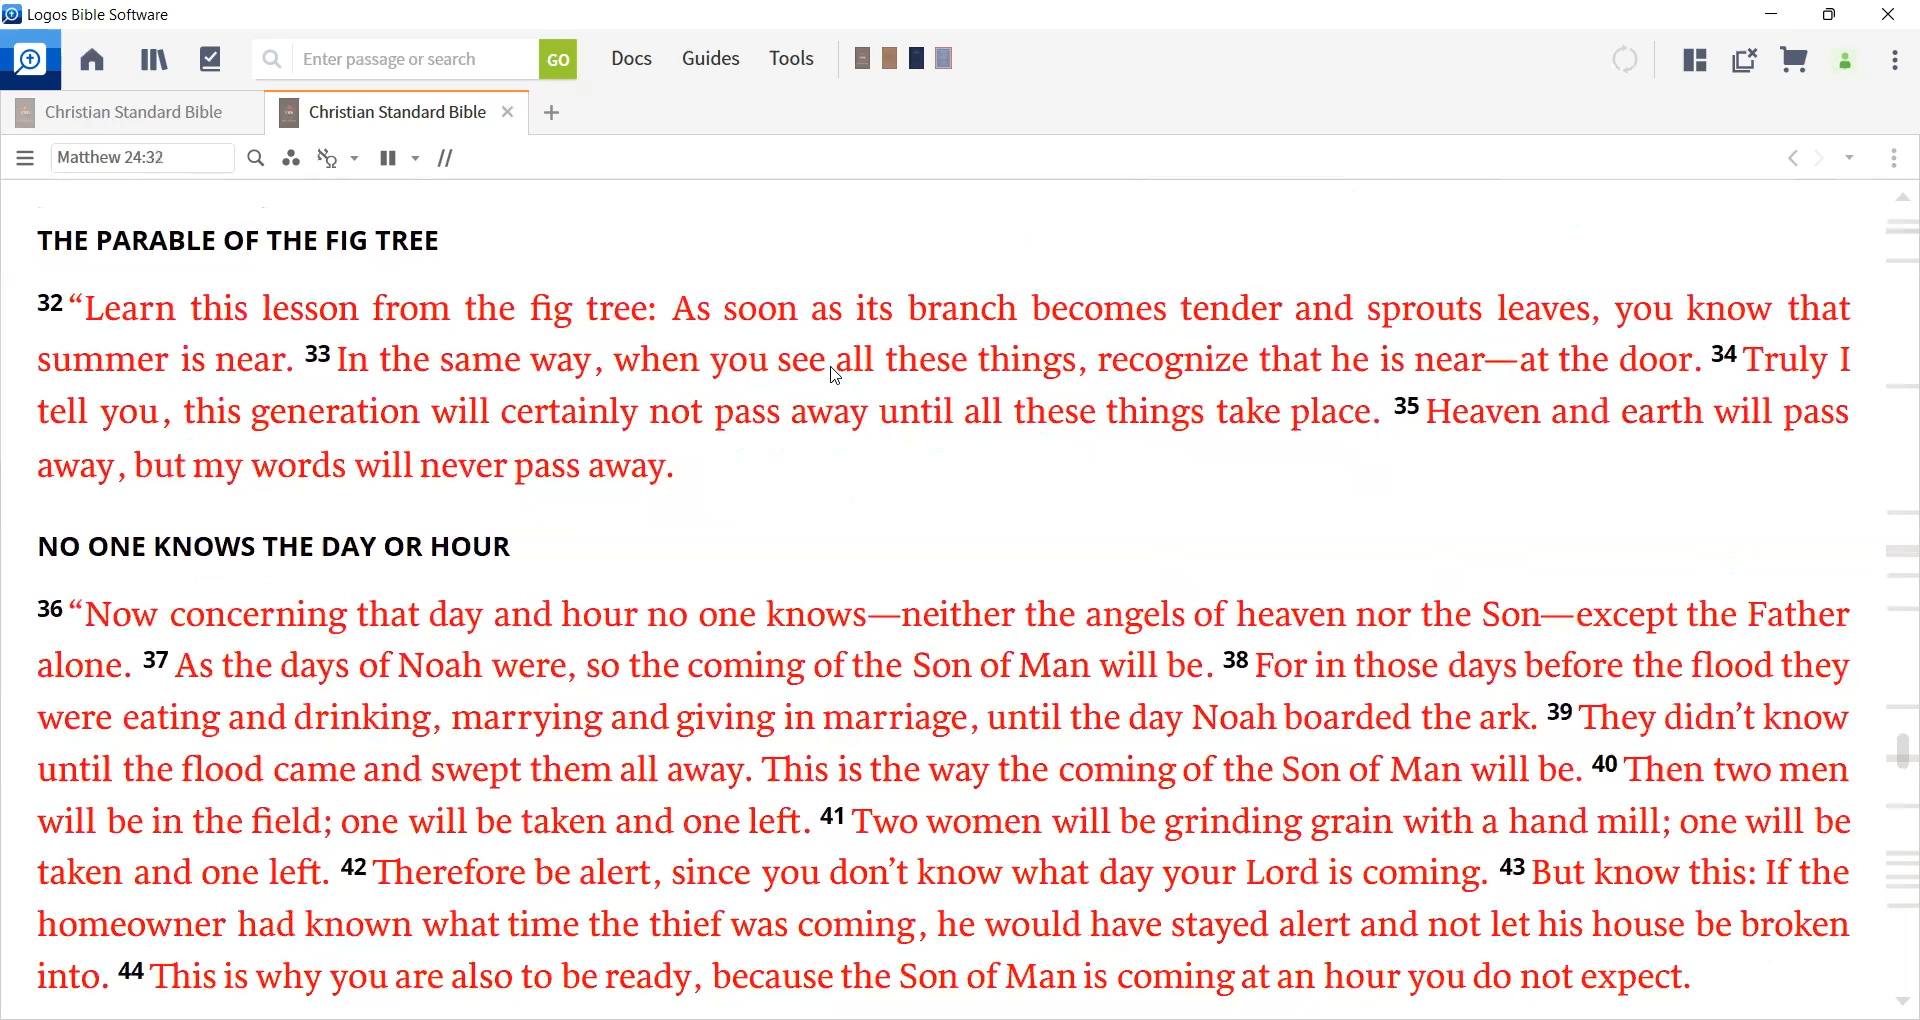 Logos Bible Software
Enter passage or search
GO
Docs
Guides
Tools
Christian Standard Bible
Christian Standard Bible
Matthew 24:32
THE PARABLE OF THE FIG TREE
32 “Learn this lesson from the fig tree: As soon as its branch becomes tender and sprouts leaves, you know that
summer is near. 33 In the same way, when you see all these things, recognize that he is near—at the door. 34 Truly I
tell you, this generation will certainly not pass away until all these things take place. 35 Heaven and earth will pass
away, but my words will never pass away.
NO ONE KNOWS THE DAY OR HOUR
36 “Now concerning that day and hour no one knows—neither the angels of heaven nor the Son—except the Father
alone. 37 As the days of Noah were, so the coming of the Son of Man will be. 38 For in those days before the flood they
were eating and drinking, marrying and giving in marriage, until the day Noah boarded the ark. 39 They didn’t know
until the flood came and swept them all away. This is the way the coming of the Son of Man will be. 40 Then two men
will be in the field; one will be taken and one left. 41 Two women will be grinding grain with a hand mill; one will be
taken and one left. 42 Therefore be alert, since you don’t know what day your Lord is coming. 43 But know this: If the
homeowner had known what time the thief was coming, he would have stayed alert and not let his house be broken
into. 44 This is why you are also to be ready, because the Son of Man is coming at an hour you do not expect.